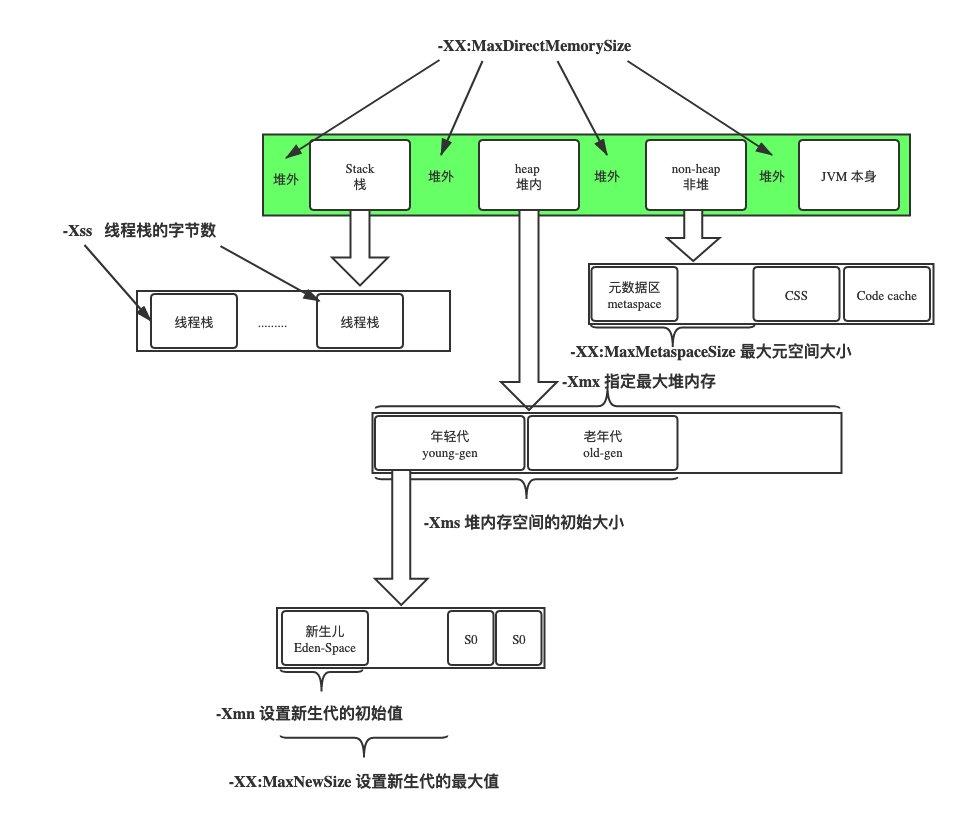 -XX:MaxDirectMemorySize
堆外
Stack
栈
堆外
heap
堆内
堆外
non-heap
非堆
堆外
JVM 本身
-Xss 线程栈的字节数
线程栈
.........
线程栈
元数据区
metaspace
CSS
Code cache
-XX:MaxMetaspaceSize 最大元空间大小
-Xmx 指定最大堆内存
年轻代
young-gen
老年代
old-gen
-Xms 堆内存空间的初始大小
新生儿
Eden-Space
S0
S0
-Xmn 设置新生代的初始值
-XX:MaxNewSize 设置新生代的最大值